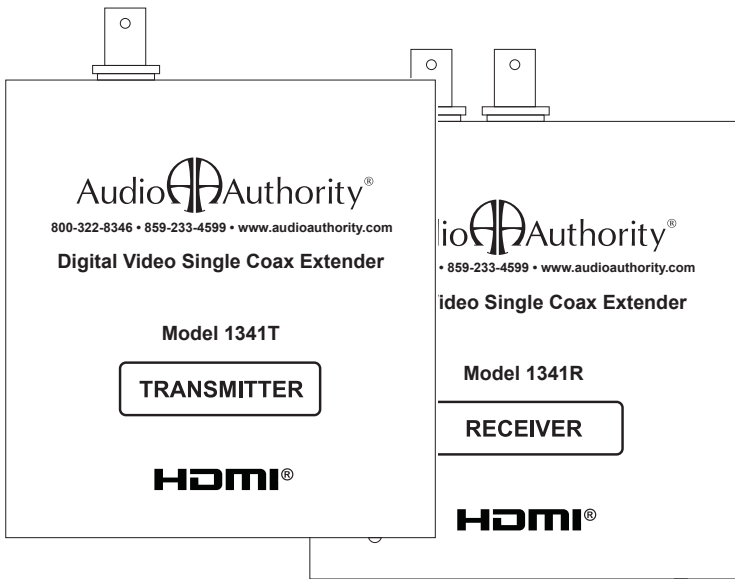 Audio Authority®
800-322-8346 • 859-233-4599 • www.audioauthority.com
Digital Video Single Coax Extender
Model 1341T
TRANSMITTER
HDMI®
io Authority®
• 859-233-4599 • www.audioauthority.com
ideo Single Coax Extender
Model 1341R
RECEIVER
HDMI®